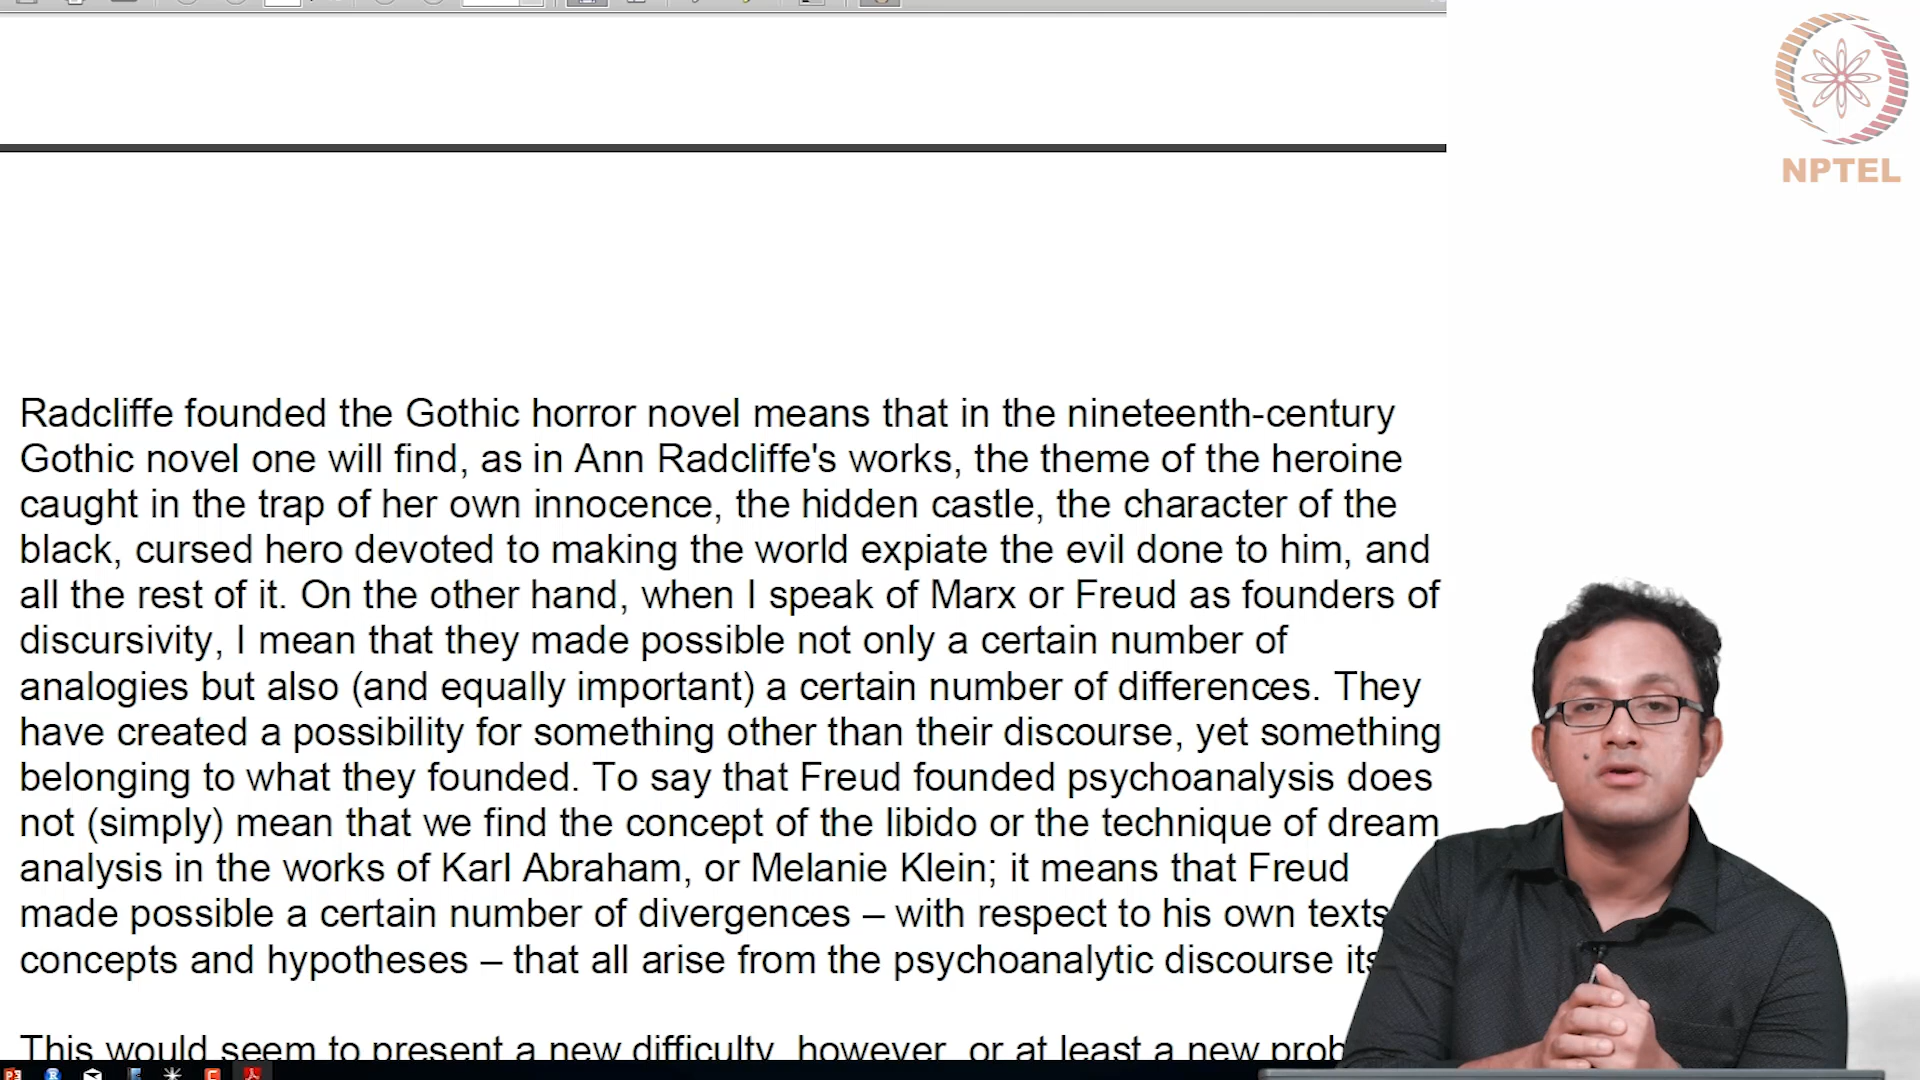 NPTEL
Radcliffe founded the Gothic horror novel means that in the nineteenth-century
Gothic novel one will find, as in Ann Radcliffe's works, the theme of the heroine
caught in the trap of her own innocence, the hidden castle, the character of the
black, cursed hero devoted to making the world expiate the evil done to him, and
all the rest of it. On the other hand, when I speak of Marx or Freud as founders of
discursivity, I mean that they made possible not only a certain number of
analogies but also (and equally important) a certain number of differences. They
have created a possibility for something other than their discourse, yet something
belonging to what they founded. To say that Freud founded psychoanalysis does
not (simply) mean that we find the concept of the libido or the technique of dream
analysis in the works of Karl Abraham, or Melanie Klein; it means that Freud
made possible a certain number of divergences – with respect to his own texts
concepts and hypotheses – that all arise from the psychoanalytic discourse its
This would seem to present a new difficulty, however, or at least a new prob